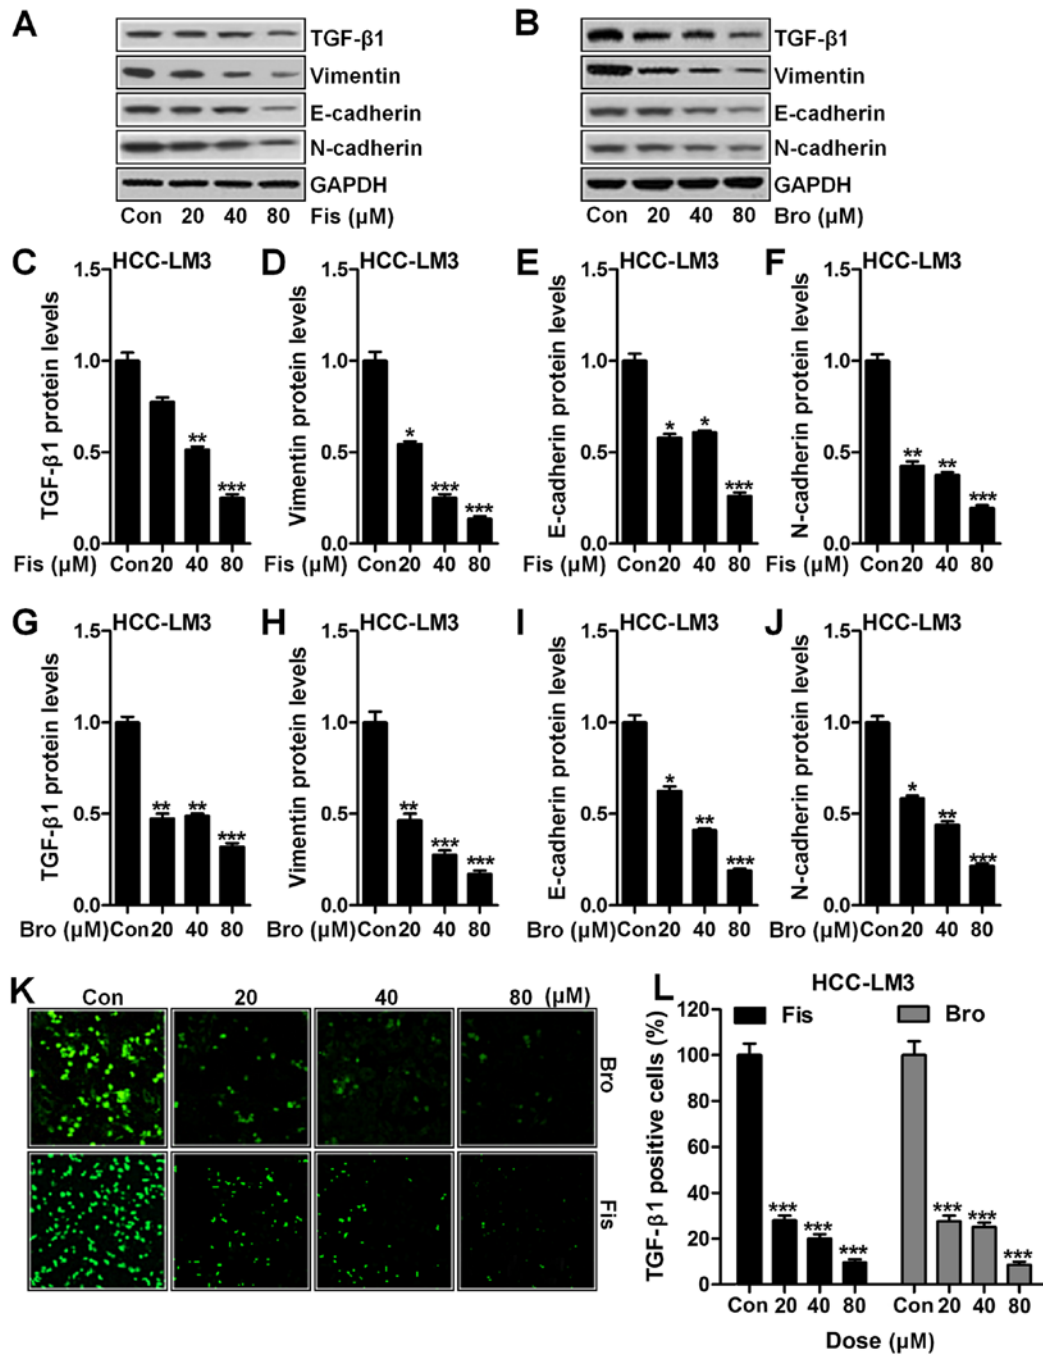 A
TGF-β1
Vimentin
E-cadherin
N-cadherin
GAPDH
Con 20 40 80 Fis (μM)
B
TGF-β1
Vimentin
E-cadherin
N-cadherin
GAPDH
Con 20 40 80 Bro (μM)
C
HCC-LM3
TGF-β1 protein levels
1.5
1.0
**
0.5
***
0.0
Fis (μM) Con 20 40 80
D
HCC-LM3
Vimentin protein levels
1.5
1.0
*
0.5
***
***
0.0
Fis (μM) Con 20 40 80
E
HCC-LM3
E-cadherin protein levels
1.5
1.0
* *
0.5
***
0.0
Fis (μM) Con 20 40 80
F
HCC-LM3
N-cadherin protein levels
1.5
1.0
0.5
** **
***
0.0
Fis (μM) Con 20 40 80
G
HCC-LM3
TGF-β1 protein levels
1.5
1.0
0.5
** **
***
0.0
Bro (μM) Con 20 40 80
H
HCC-LM3
Vimentin protein levels
1.5
1.0
**
0.5
***
***
0.0
Bro (μM) Con 20 40 80
I
HCC-LM3
E-cadherin protein levels
1.5
1.0
*
0.5
**
***
0.0
Bro (μM) Con 20 40 80
J
HCC-LM3
N-cadherin protein levels
1.5
1.0
*
0.5
**
***
0.0
Bro (μM) Con 20 40 80
K
Con 20 40 80 (μM)
Bro
Fis
L
HCC-LM3
Fis Bro
TGF-β1 positive cells (%)
120
100
80
60
40
20
0
*** *** ***
*** *** ***
Con 20 40 80 Con 20 40 80
Dose (μM)